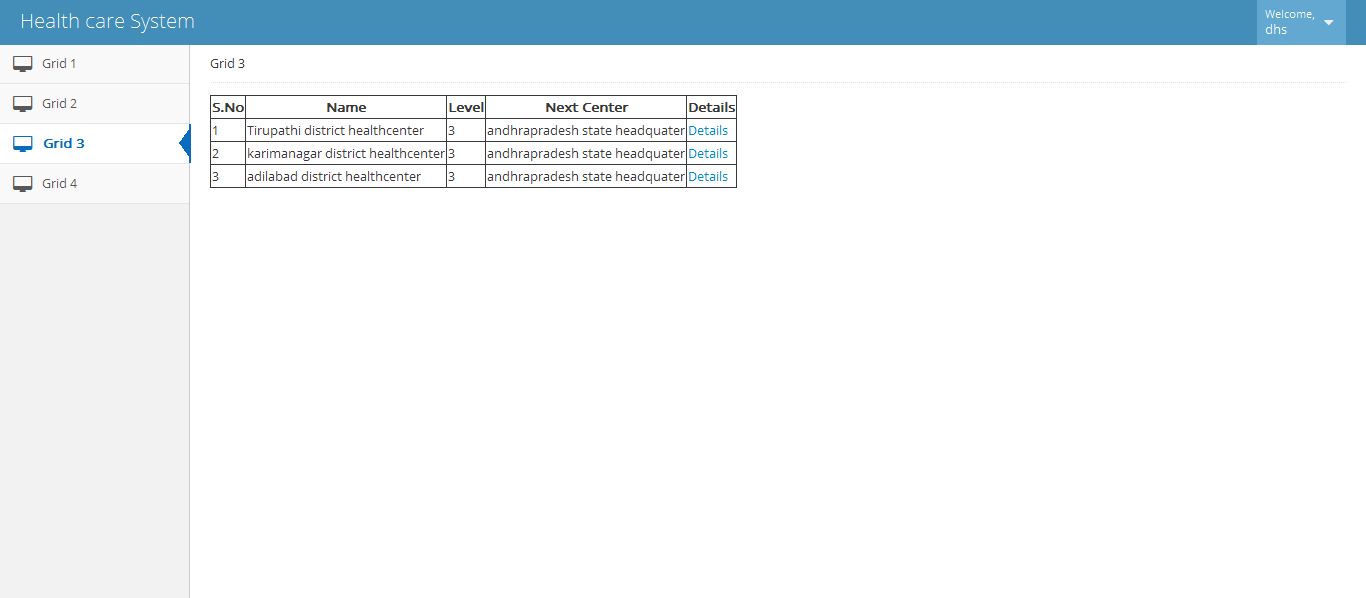 Health care System
Welcome,
dhs
Grid 1
Grid 2
Grid 3
Grid 4
Grid 3
S.No Name Level Next Center Details
1 Tirupathi district healthcenter 3 andhrapradesh state headquater Details
2 karimanagar district healthcenter 3 andhrapradesh state headquater Details
3 adilabad district healthcenter 3 andhrapradesh state headquater Details